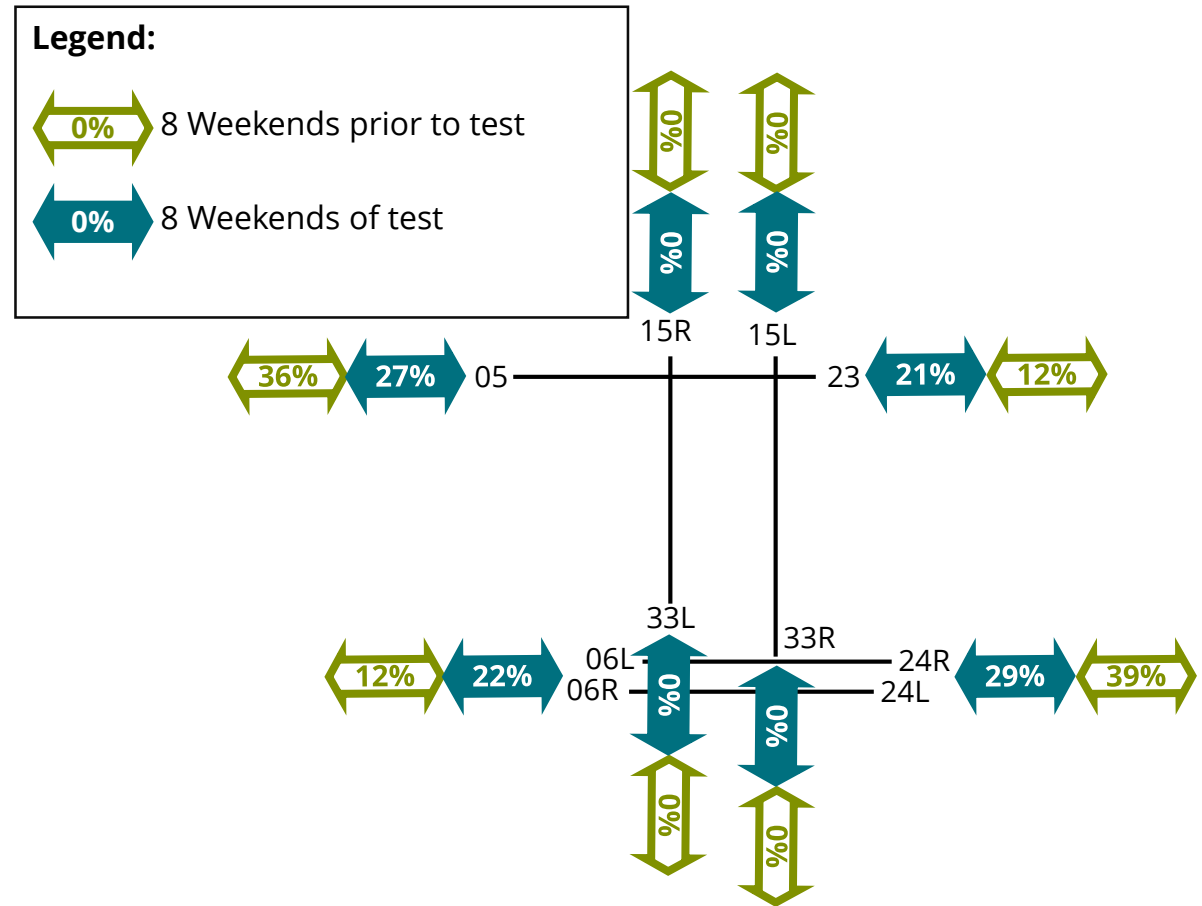 Legend:
0% 8 Weekends prior to test
0% 8 Weekends of test
0% 0%
0% 0%
15R 15L
36% 27% 05 23 21% 12%
33L
33R
06L 24R
12% 22% 29% 39%
06R 24L
0% 0%
0% 0%